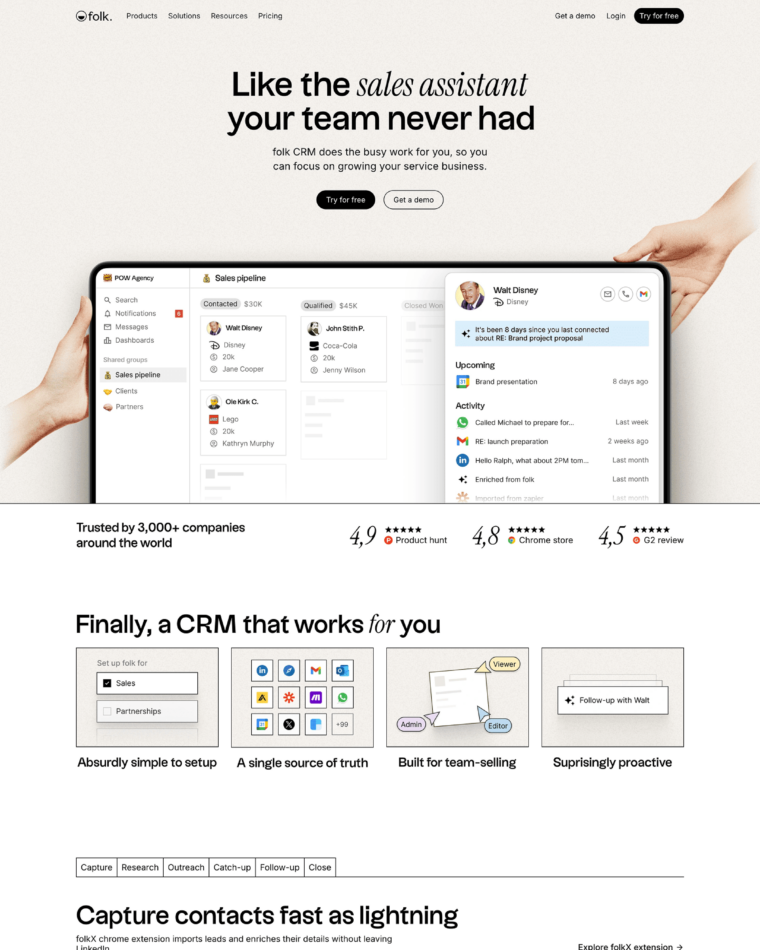 folk.
Products
Solutions
Resources
Pricing
Get a demo
Login
Try for free
Like the sales assistant
your team never had
folk CRM does the busy work for you, so you
can focus on growing your service business.
Try for free
Get a demo
POW Agency
Search
Notifications
6
Messages
Dashboards
Shared groups
Sales pipeline
Clients
Partners
Sales pipeline
Contacted $30K
Walt Disney
Disney
20k
Jane Cooper
Ole Kirk C.
Lego
20k
Kathryn Murphy
Qualified $45K
John Stith P.
Coca-Cola
20k
Jenny Wilson
Closed Won
Walt Disney
Disney
It's been 8 days since you last connected
about RE: Brand project proposal
Upcoming
Brand presentation
8 days ago
Activity
Called Michael to prepare for...
Last week
RE: launch preparation
2 weeks ago
Hello Ralph, what about 2PM tom...
Last month
Enriched from folk
Last month
Imported from zapier
Last month
Trusted by 3,000+ companies
around the world
4,9
Product hunt
4,8
Chrome store
4,5
G2 review
Finally, a CRM that works for you
Set up folk for
Sales
Partnerships
Absurdly simple to setup
+99
A single source of truth
Viewer
Admin
Editor
Built for team-selling
Follow-up with Walt
Suprisingly proactive
Capture
Research
Outreach
Catch-up
Follow-up
Close
Capture contacts fast as lightning
folkX chrome extension imports leads and enriches their details without leaving
LinkedIn
Explore folkX extension →